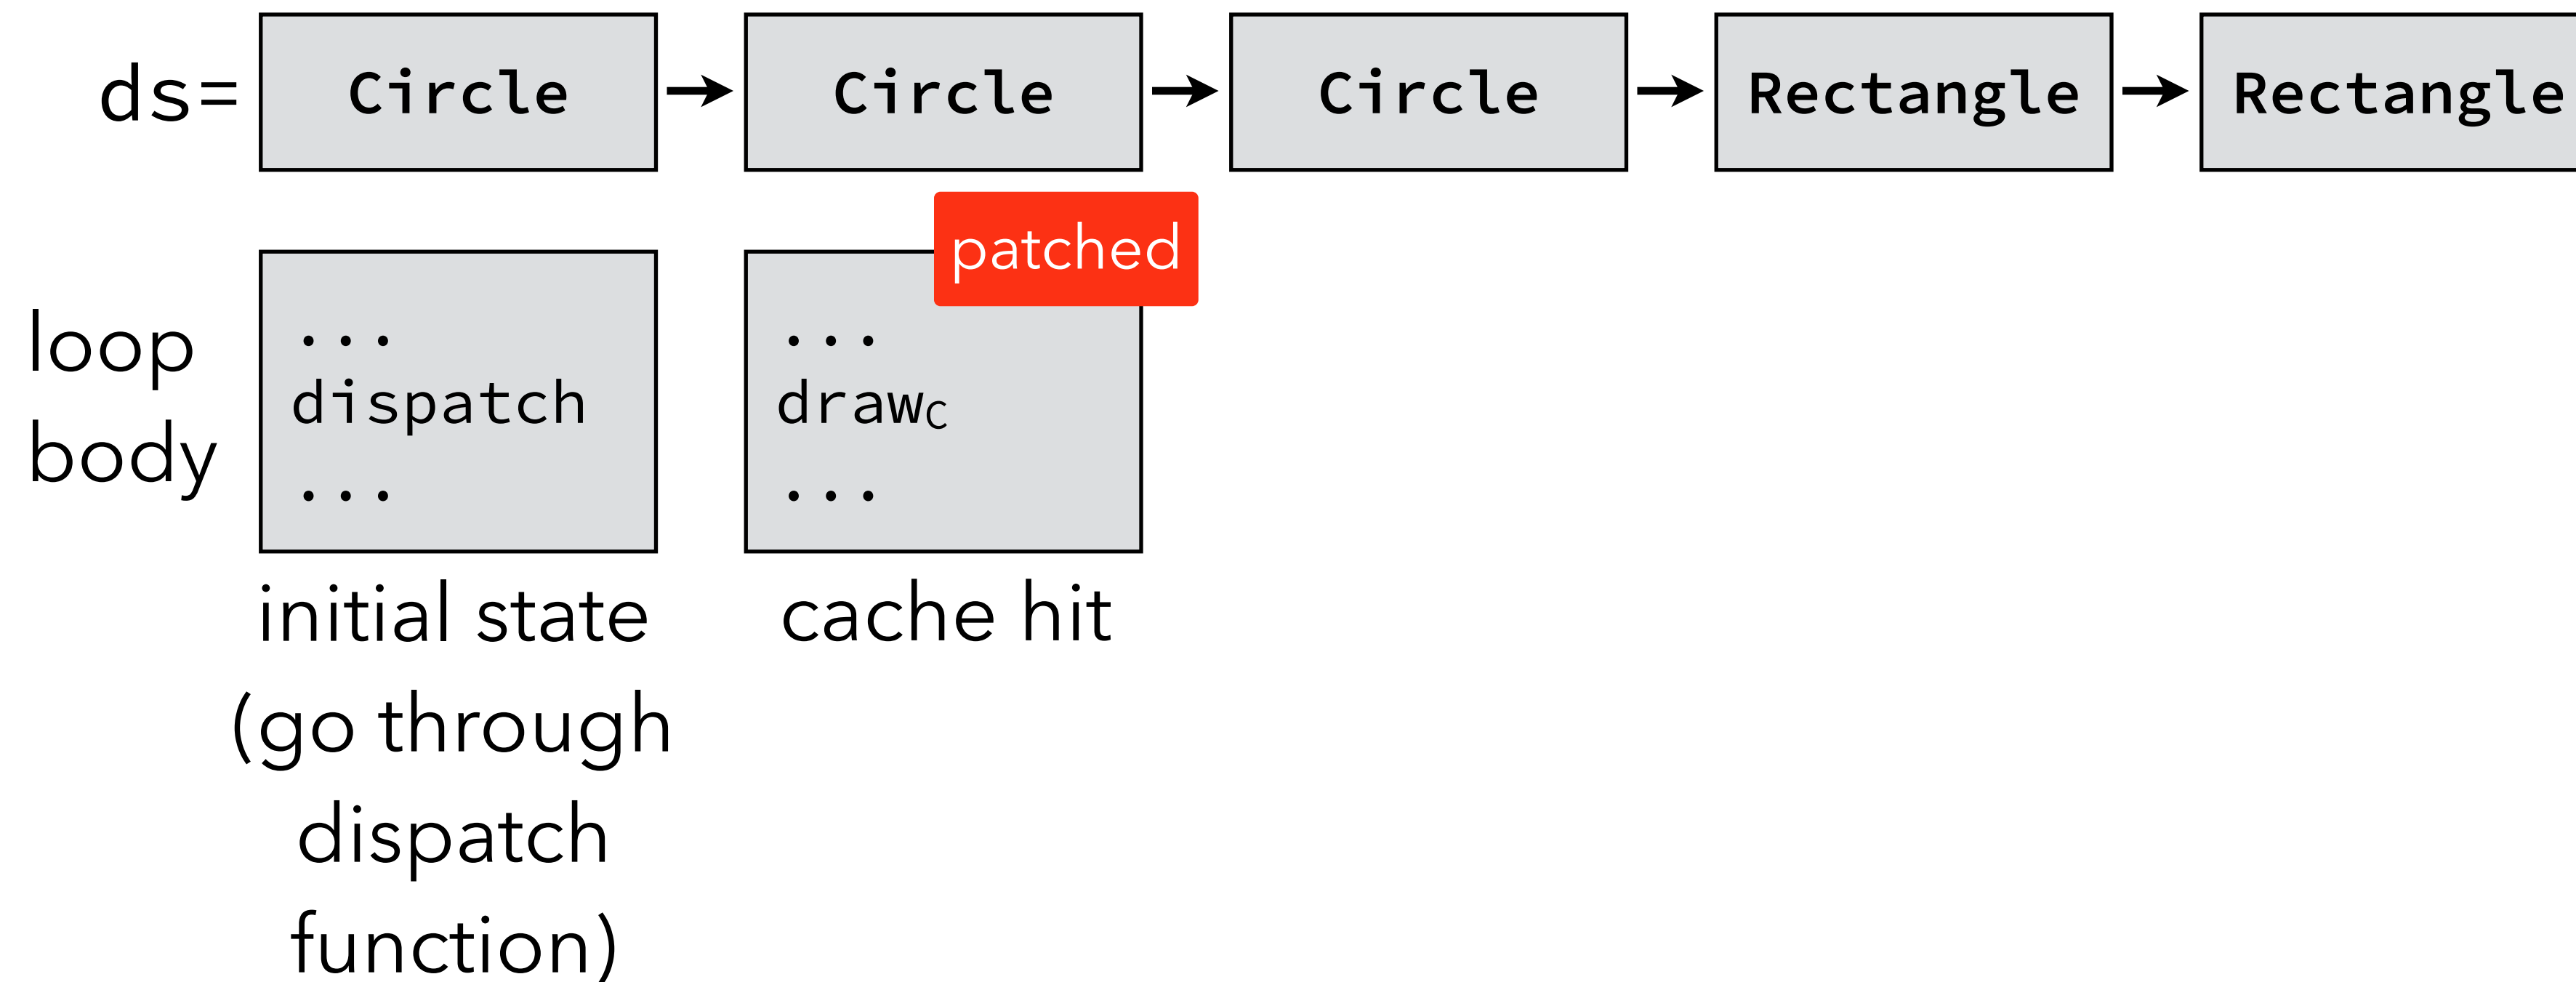 ds= Circle Circle Circle Rectangle Rectangle
patched
loop
body
...
dispatch
...
...
drawC
...
initial state
(go through
dispatch
function)
cache hit